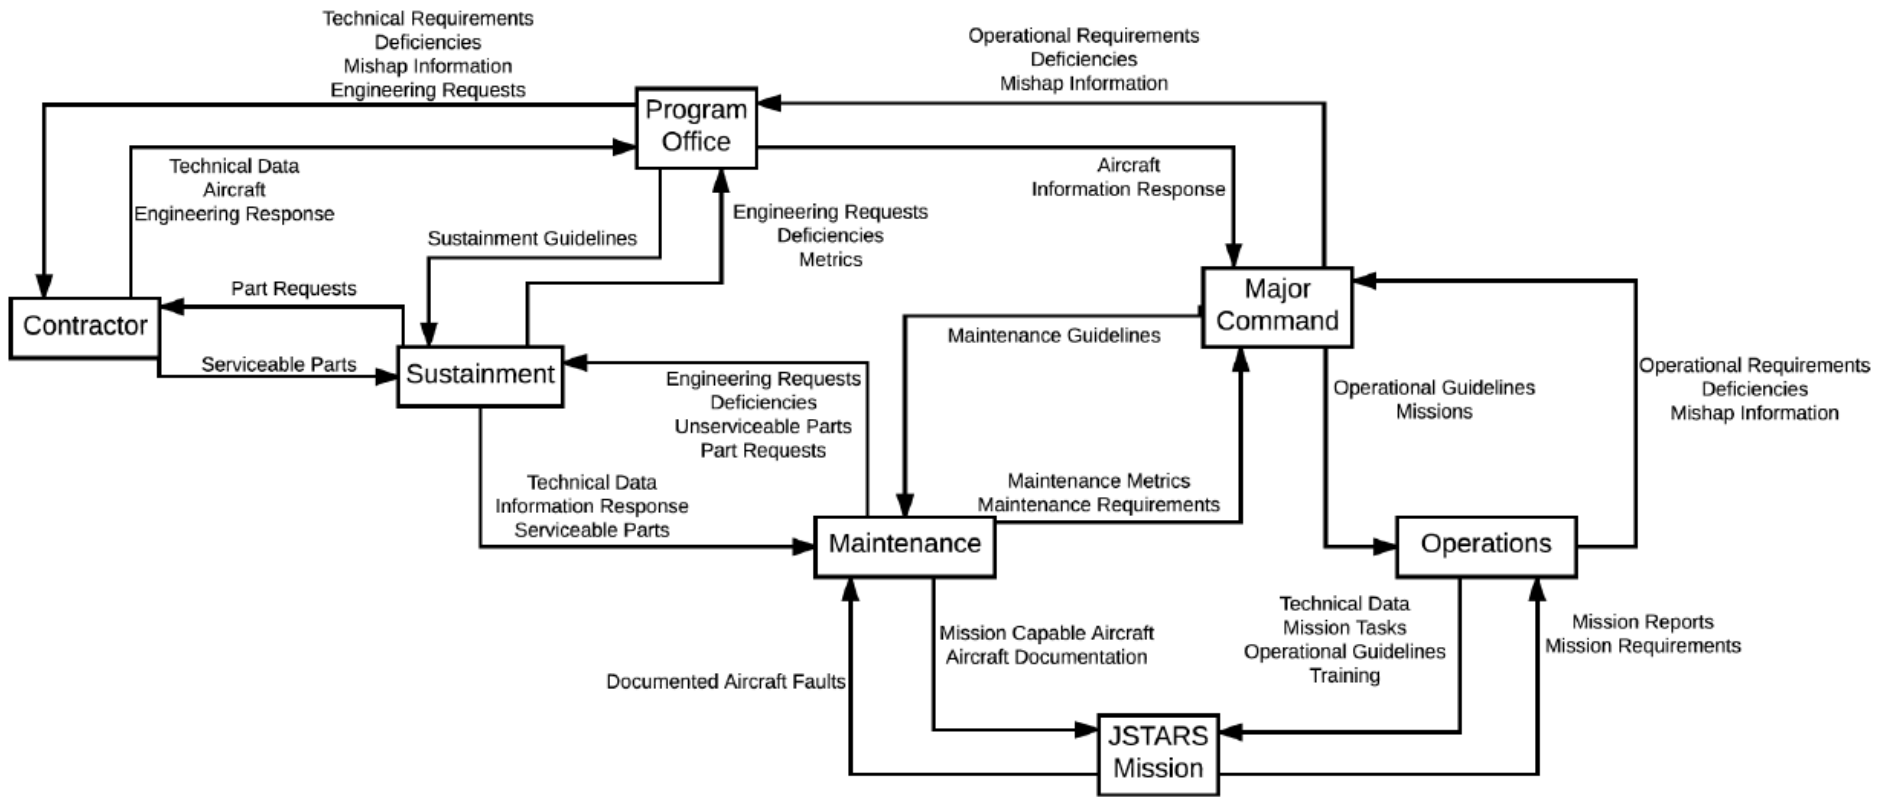 Technical Requirements
Deficiencies
Mishap Information
Engineering Requests
Operational Requirements
Deficiencies
Mishap Information
Program
Office
Technical Data
Aircraft
Engineering Response
Aircraft
Information Response
Sustainment Guidelines
Engineering Requests
Deficiencies
Metrics
Part Requests
Contractor
Serviceable Parts
Sustainment
Major
Command
Maintenance Guidelines
Engineering Requests
Deficiencies
Unserviceable Parts
Part Requests
Operational Guidelines
Missions
Operational Requirements
Deficiencies
Mishap Information
Technical Data
Information Response
Serviceable Parts
Maintenance Metrics
Maintenance Requirements
Maintenance
Operations
Mission Capable Aircraft
Aircraft Documentation
Documented Aircraft Faults
Technical Data
Mission Tasks
Operational Guidelines
Training
Mission Reports
Mission Requirements
JSTARS
Mission